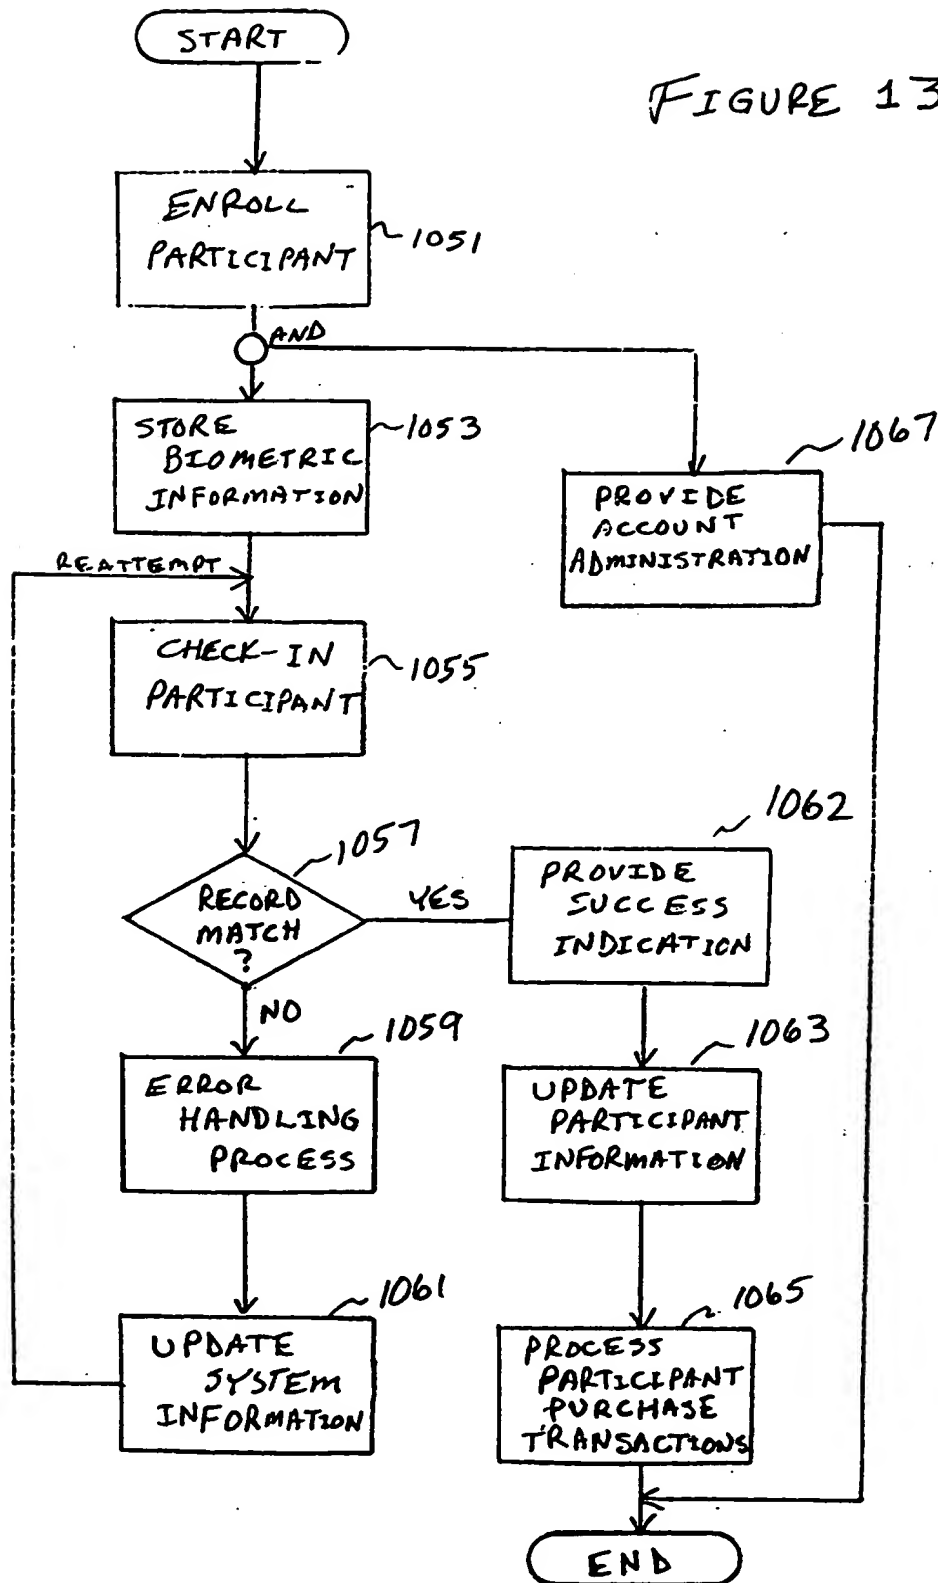 START
FIGURE 13
ENROLL
PARTICIPANT
1051
AND
STORE
BIOMETRIC
INFORMATION
1053
1067
PROVIDE
ACCOUNT
ADMINISTRATION
REATTEMPT
CHECK-IN
PARTICIPANT
1055
1057
RECORD
MATCH
?
YES
NO
1062
PROVIDE
SUCCESS
INDICATION
1059
ERROR
HANDLING
PROCESS
1063
UPDATE
PARTICIPANT
INFORMATION
1061
UPDATE
SYSTEM
INFORMATION
1065
PROCESS
PARTICIPANT
PURCHASE
TRANSACTIONS
END